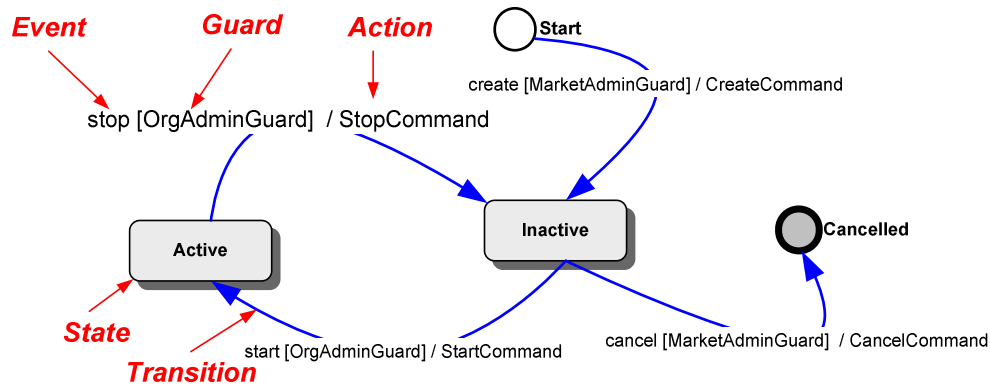 Event
Guard
Action
Start
create [MarketAdminGuard] / CreateCommand
stop [OrgAdminGuard]  / StopCommand
Active
Inactive
Cancelled
State
Transition
start [OrgAdminGuard] / StartCommand
cancel [MarketAdminGuard]  / CancelCommand